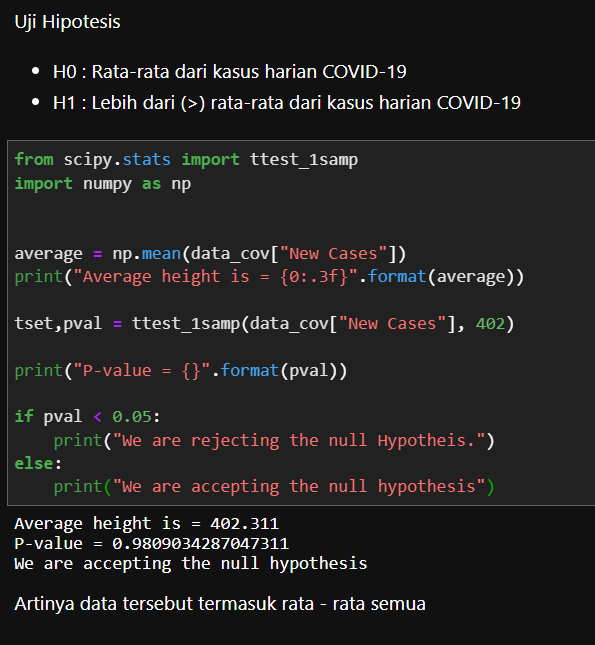 Uji Hipotesis
• H0 : Rata-rata dari kasus harian COVID-19
• H1 : Lebih dari (>) rata-rata dari kasus harian COVID-19
from scipy.stats import ttest_1samp
import numpy as np
average = np.mean(data_cov["New Cases"])
print("Average height is = {0:.3f}".format(average))
tset,pval = ttest_1samp(data_cov["New Cases"], 402)
print("P-value = {}".format(pval))
if pval < 0.05:
    print("We are rejecting the null Hypotheis.")
else:
    print("We are accepting the null hypothesis")
Average height is = 402.311
P-value = 0.9809034287047311
We are accepting the null hypothesis
Artinya data tersebut termasuk rata - rata semua